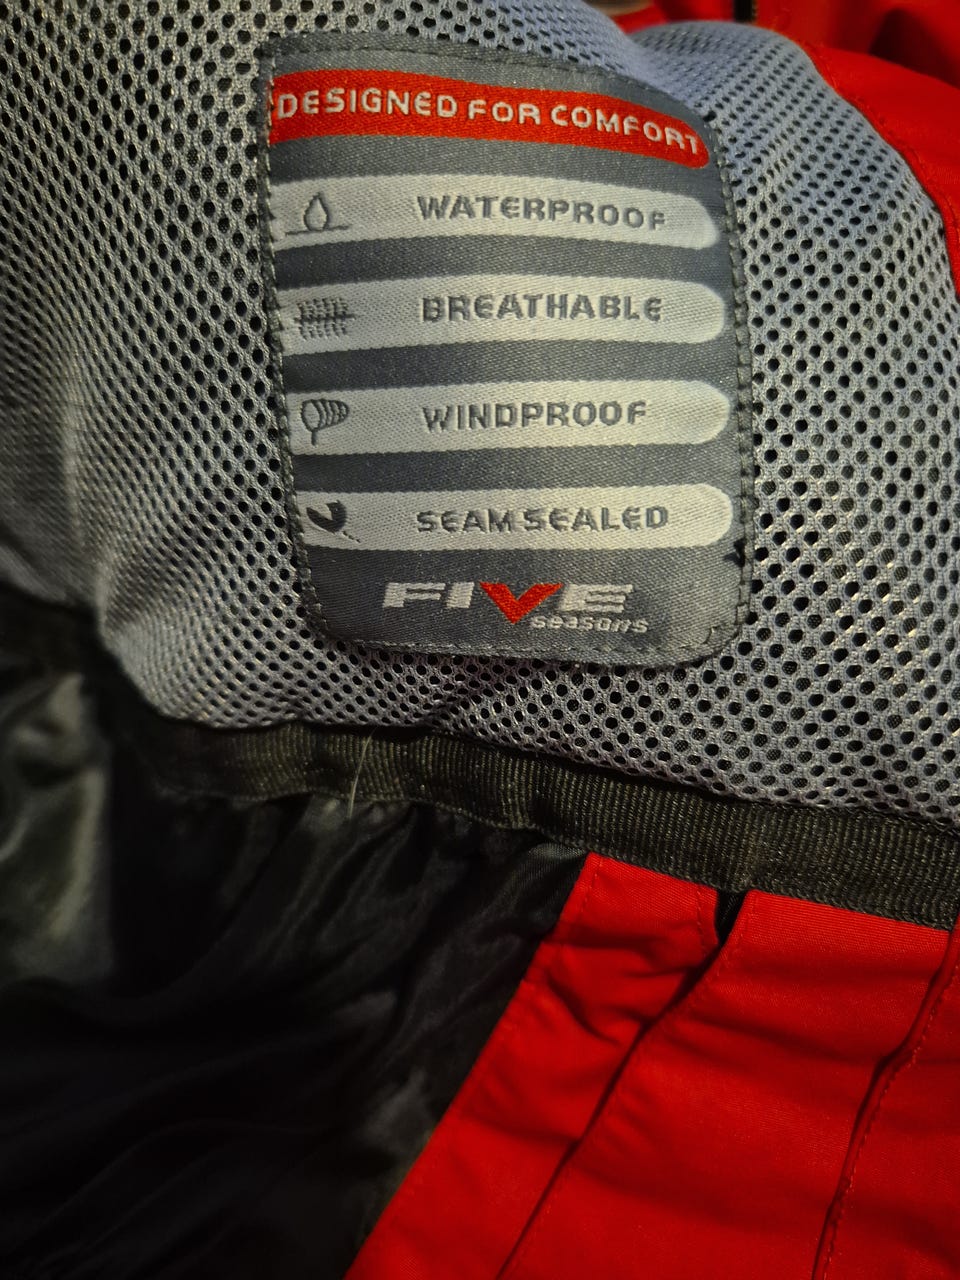 DESIGNED FOR COMFORT
WATERPROOF
BREATHABLE
WINDPROOF
SEAM SEALED
FIVE
seasons